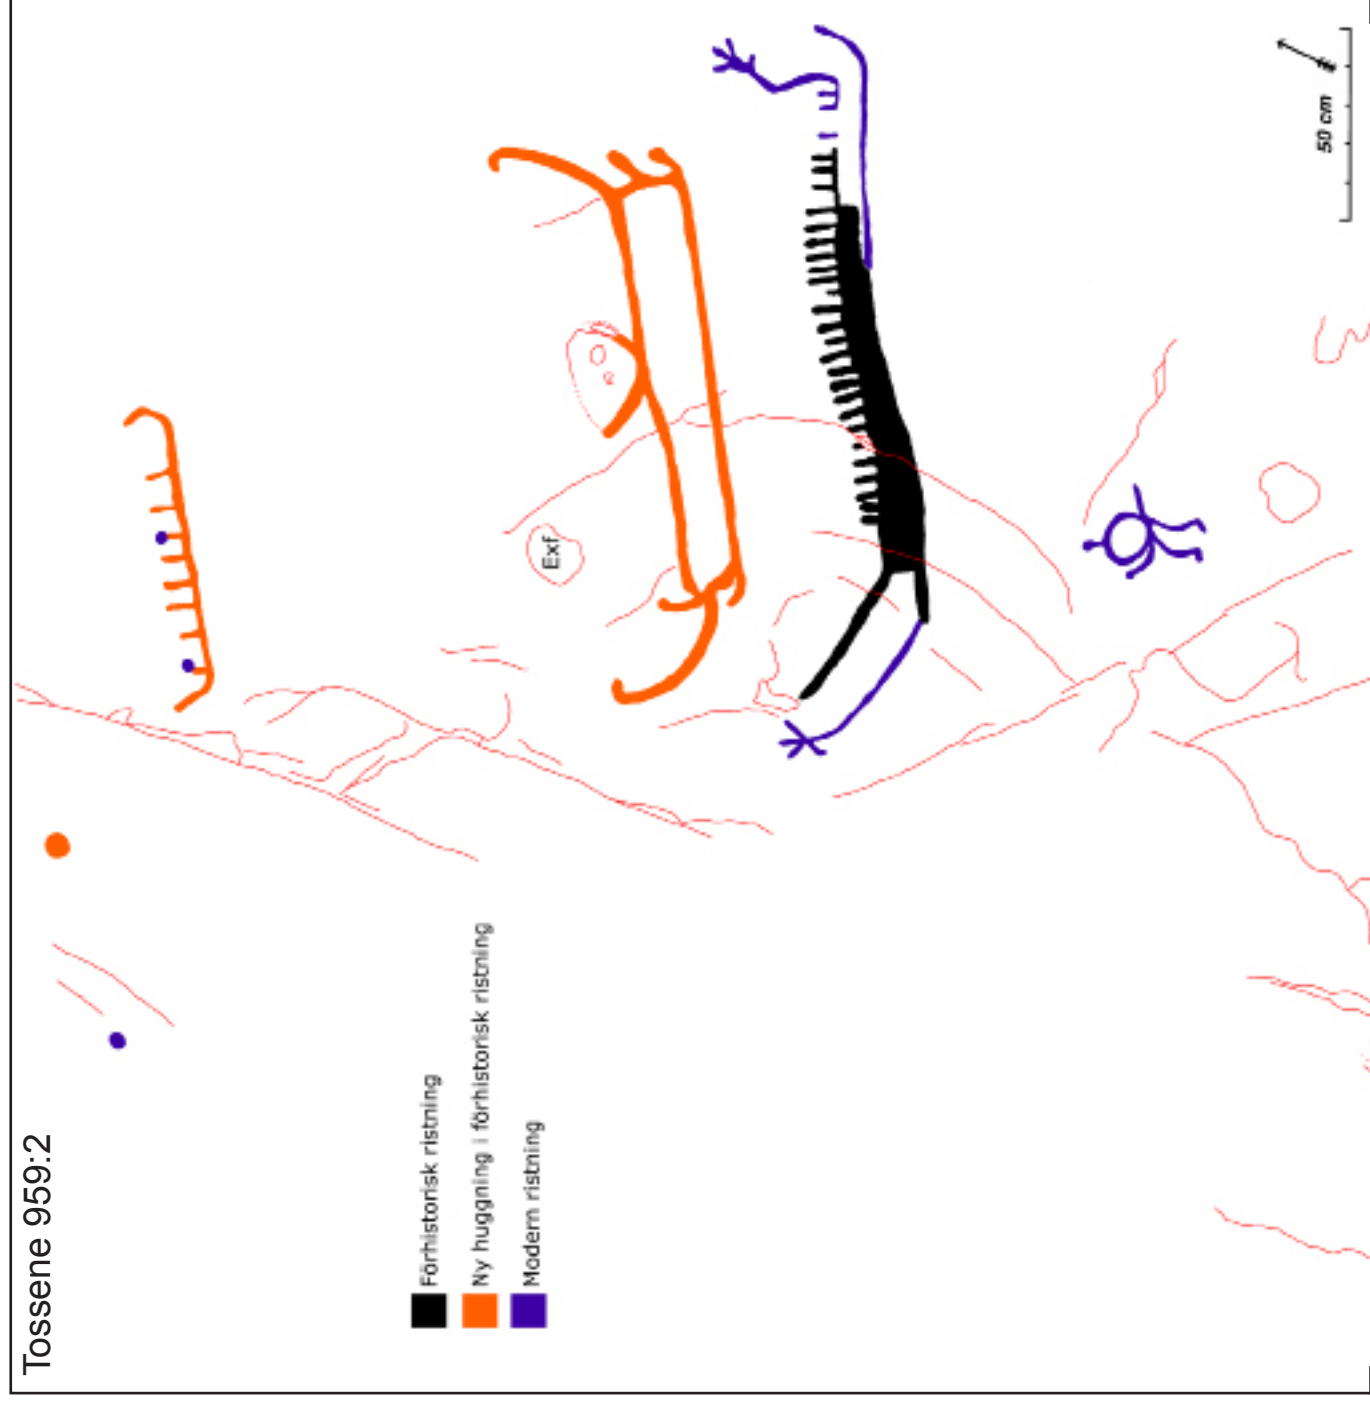 Tossene 959:2
Förhistorisk ristning
Ny huggning i förhistorisk ristning
Modern ristning
Exf
50 cm